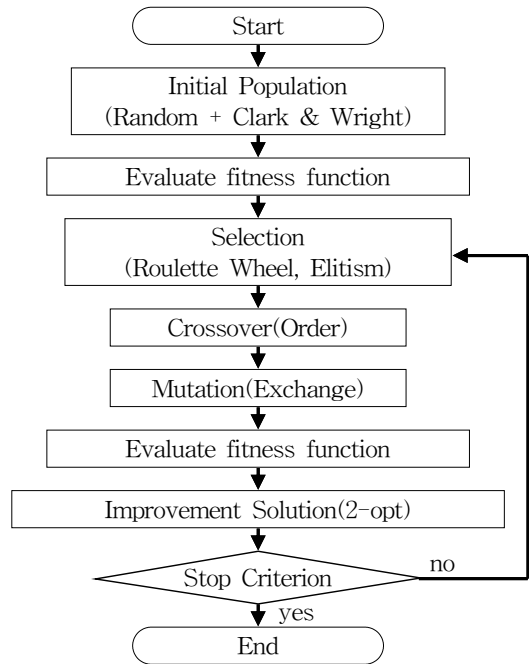 Start
Initial Population
(Random + Clark & Wright)
Evaluate fitness function
Selection
(Roulette Wheel, Elitism)
Crossover(Order)
Mutation(Exchange)
Evaluate fitness function
Improvement Solution(2-opt)
Stop Criterion
no
yes
End